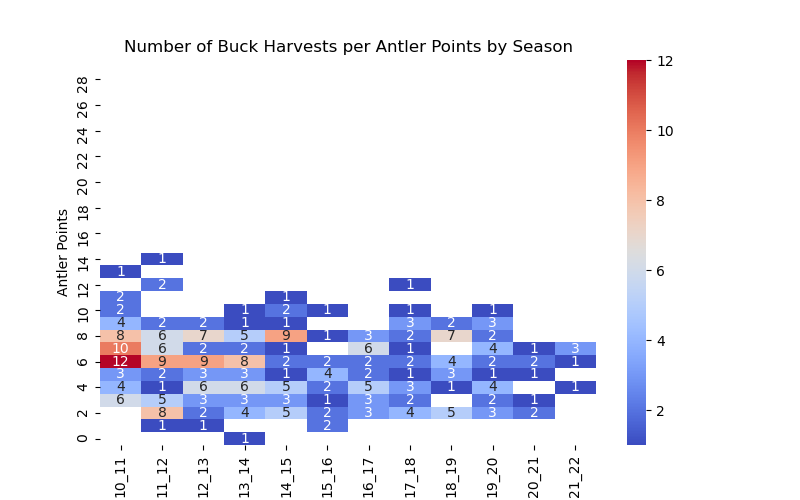 Number of Buck Harvests per Antler Points by Season
Antler Points
28
26
24
22
20
18
16
14 1
1
12 2 1
2 1
10 2 1 2 1 1 1
4 2 2 1 1 3 2 3
8 8 6 7 5 9 1 3 2 7 2
10 6 2 2 1 6 1 4 1 3
6 12 9 9 8 2 2 2 2 4 2 2 1
3 2 3 3 1 4 2 1 3 1 1
4 4 1 6 6 5 2 5 3 1 4 1
6 5 3 3 3 1 3 2 2 1
2 8 2 4 5 2 3 4 5 3 2
1 1 2
0 1
10_11 11_12 12_13 13_14 14_15 15_16 16_17 17_18 18_19 19_20 20_21 21_22
12
10
8
6
4
2